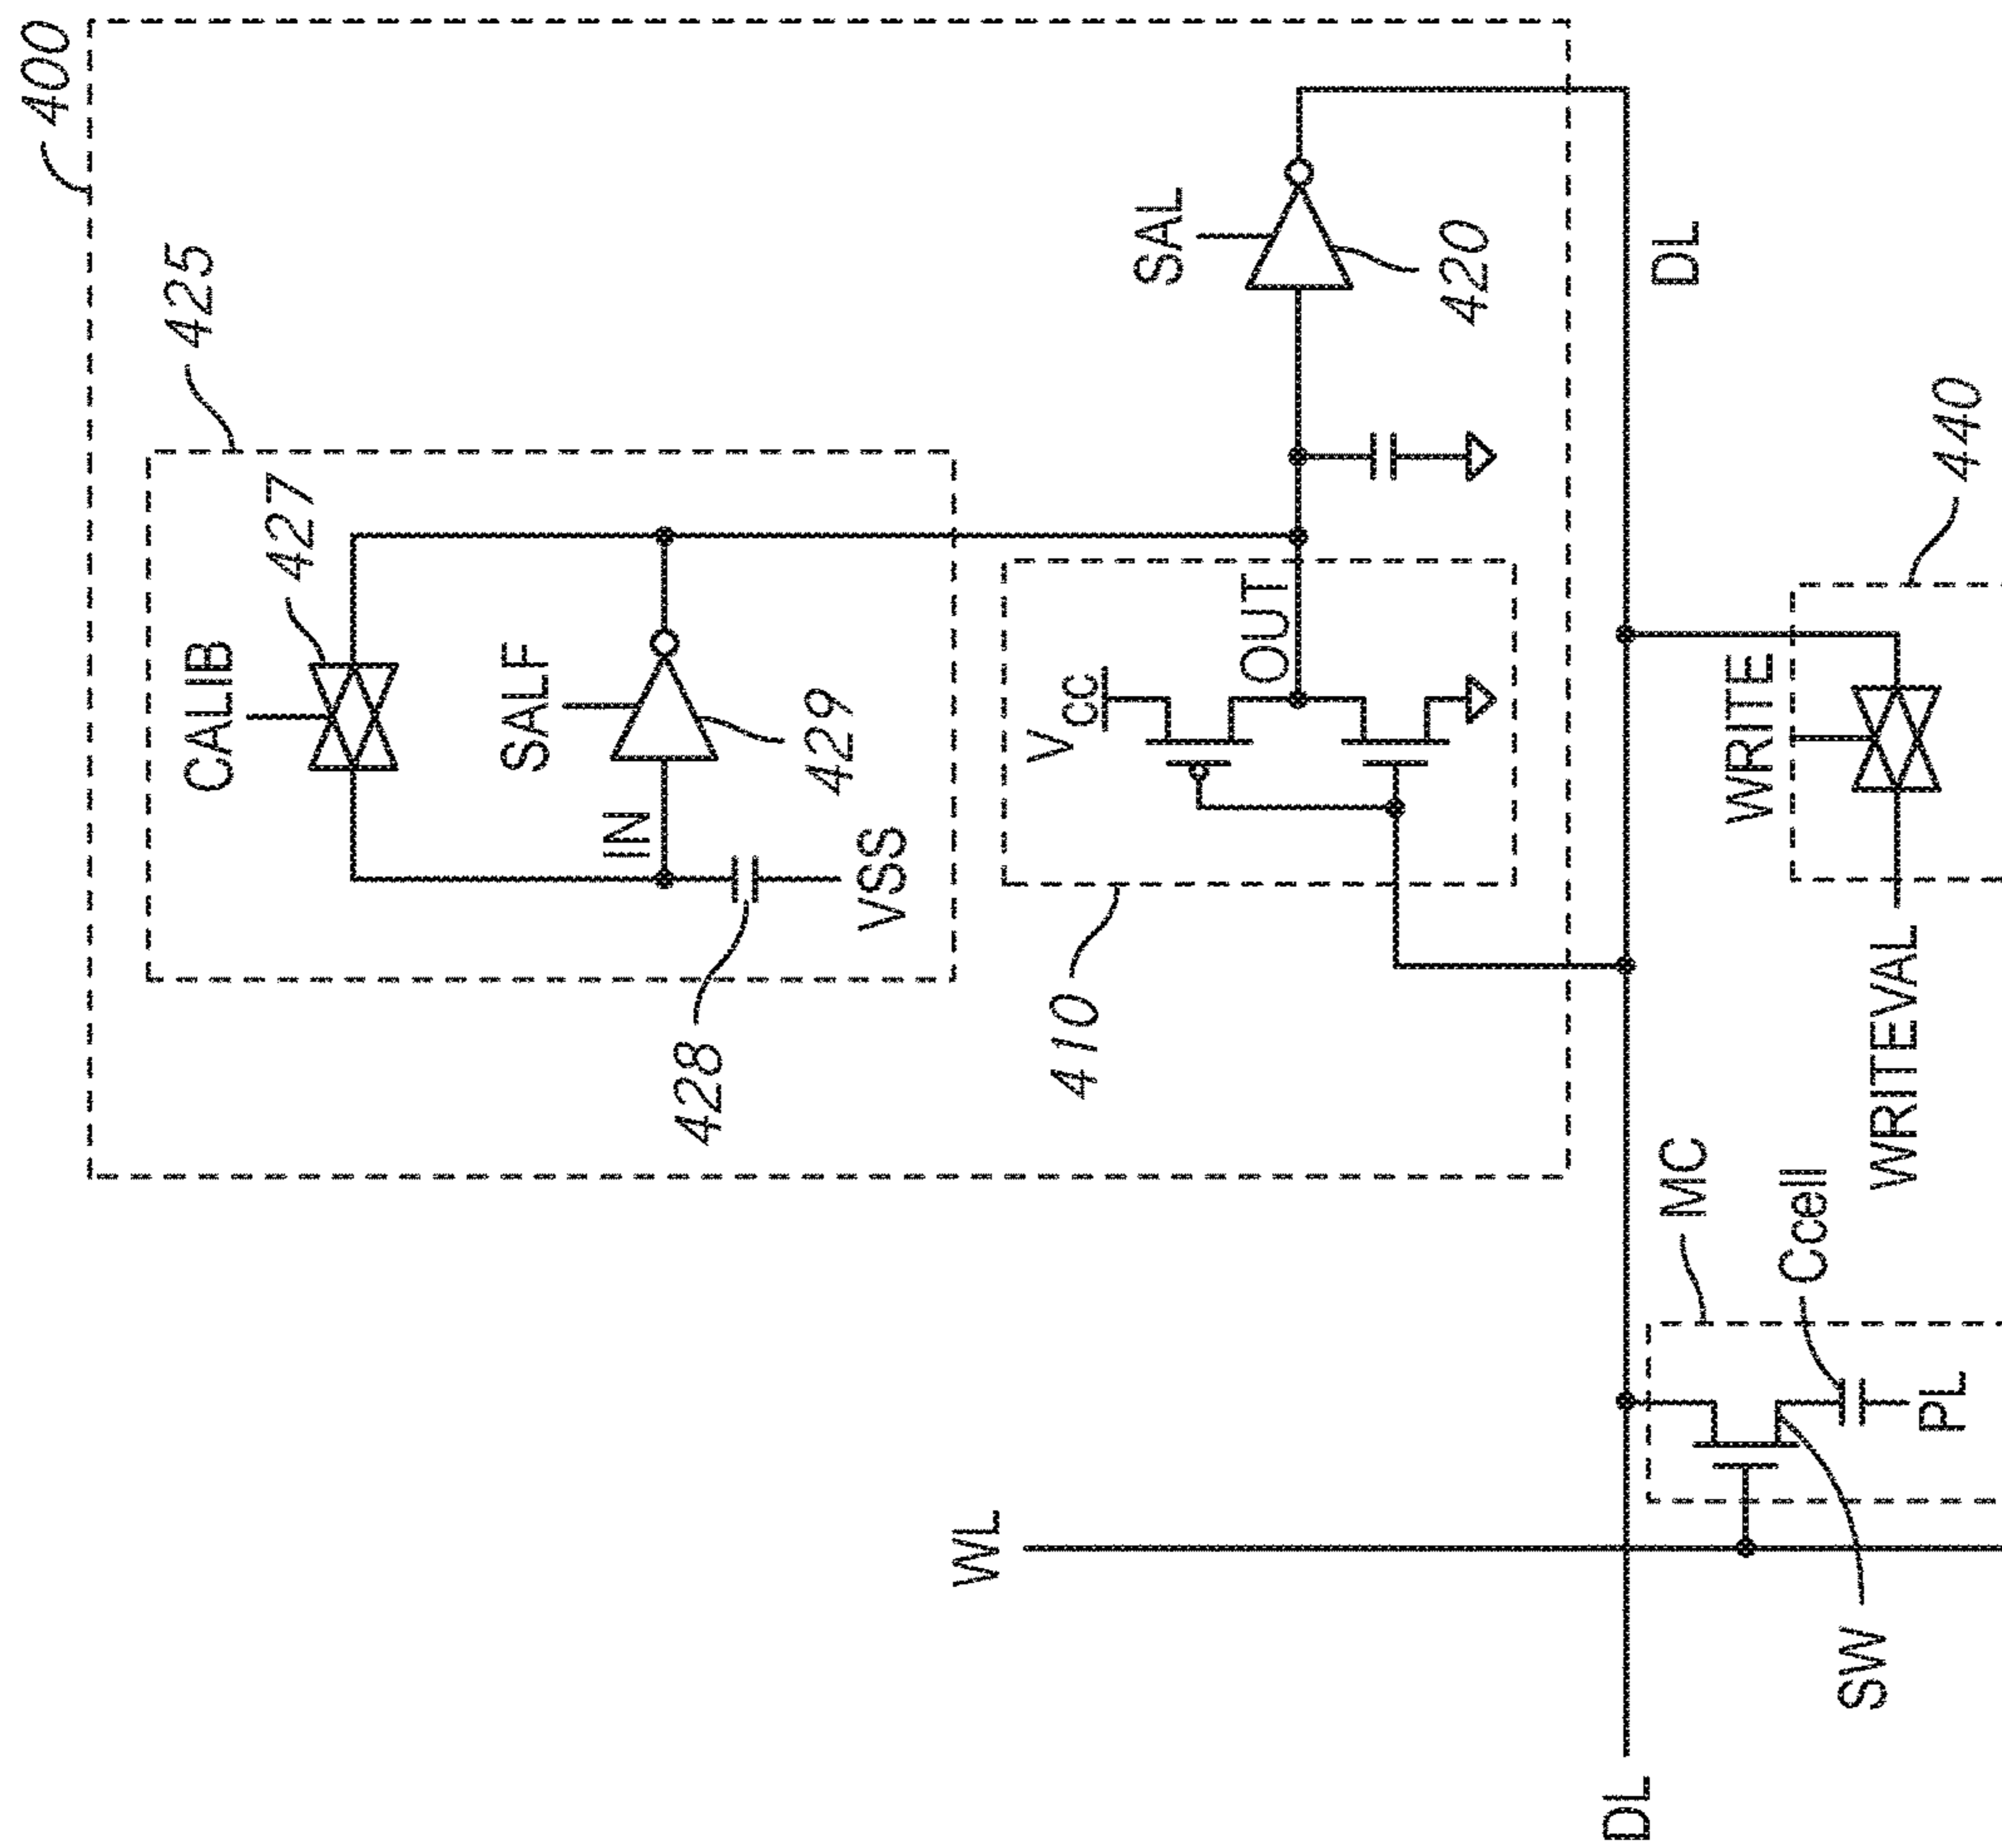 400
425
CALIB
427
SALF
IN
429
428
VSS
SAL
420
410
Vcc
OUT
WL
DL
DL
MC
Ccell
PL
SW
WRITE
WRITEVAL
440